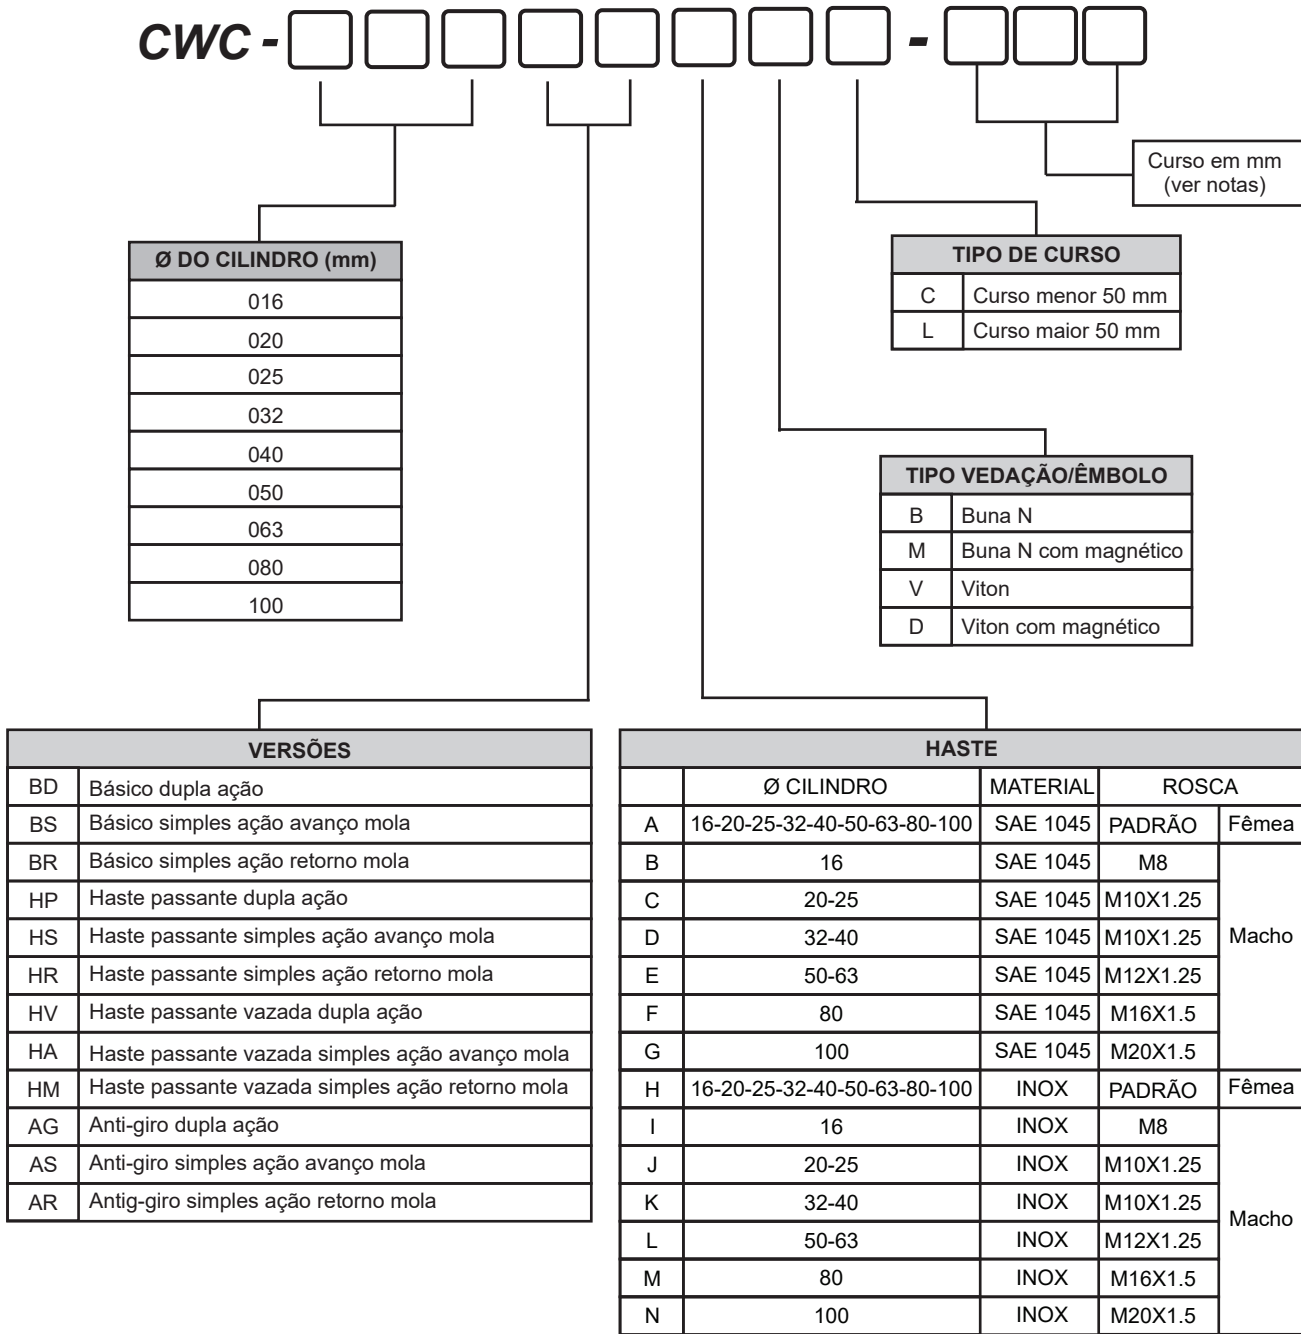 CWC - -
Curso em mm
(ver notas)
Ø DO CILINDRO (mm)
016
020
025
032
040
050
063
080
100
TIPO DE CURSO
C Curso menor 50 mm
L Curso maior 50 mm
TIPO VEDAÇÃO/ÊMBOLO
B Buna N
M Buna N com magnético
V Viton
D Viton com magnético
VERSÕES
BD Básico dupla ação
BS Básico simples ação avanço mola
BR Básico simples ação retorno mola
HP Haste passante dupla ação
HS Haste passante simples ação avanço mola
HR Haste passante simples ação retorno mola
HV Haste passante vazada dupla ação
HA Haste passante vazada simples ação avanço mola
HM Haste passante vazada simples ação retorno mola
AG Anti-giro dupla ação
AS Anti-giro simples ação avanço mola
AR Antig-giro simples ação retorno mola
HASTE
Ø CILINDRO MATERIAL ROSCA
A 16-20-25-32-40-50-63-80-100 SAE 1045 PADRÃO Fêmea
B 16 SAE 1045 M8
C 20-25 SAE 1045 M10X1.25
D 32-40 SAE 1045 M10X1.25 Macho
E 50-63 SAE 1045 M12X1.25
F 80 SAE 1045 M16X1.5
G 100 SAE 1045 M20X1.5
H 16-20-25-32-40-50-63-80-100 INOX PADRÃO Fêmea
I 16 INOX M8
J 20-25 INOX M10X1.25
K 32-40 INOX M10X1.25
Macho
L 50-63 INOX M12X1.25
M 80 INOX M16X1.5
N 100 INOX M20X1.5